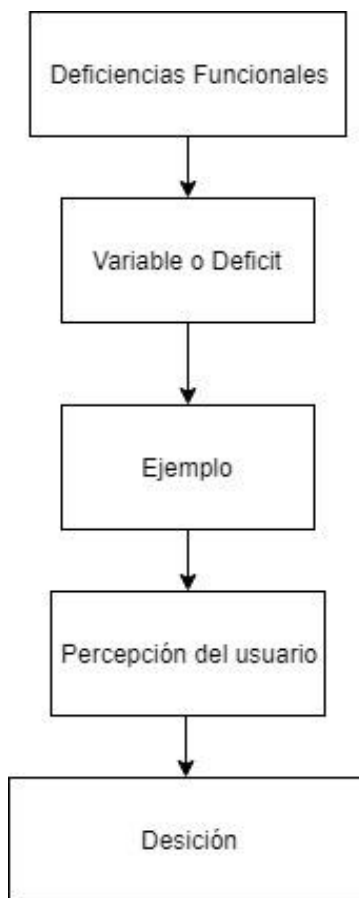 Deficiencias Funcionales
Variable o Deficit
Ejemplo
Percepción del usuario
Desición